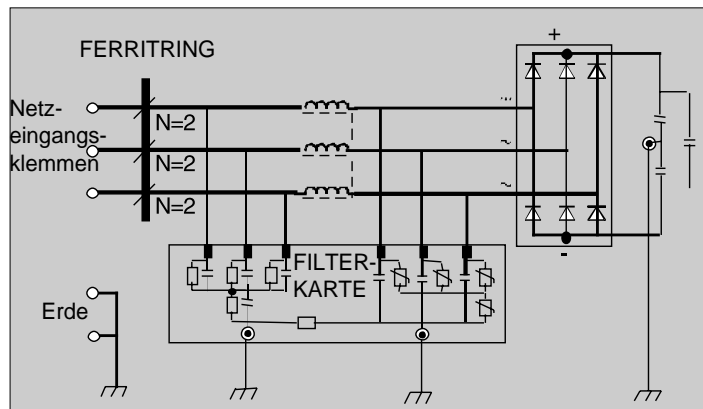 FERRITRING
+
Netz-
eingangs-
klemmen
N=2
N=2
N=2
~
~
~
-
FILTER-
KARTE
Erde